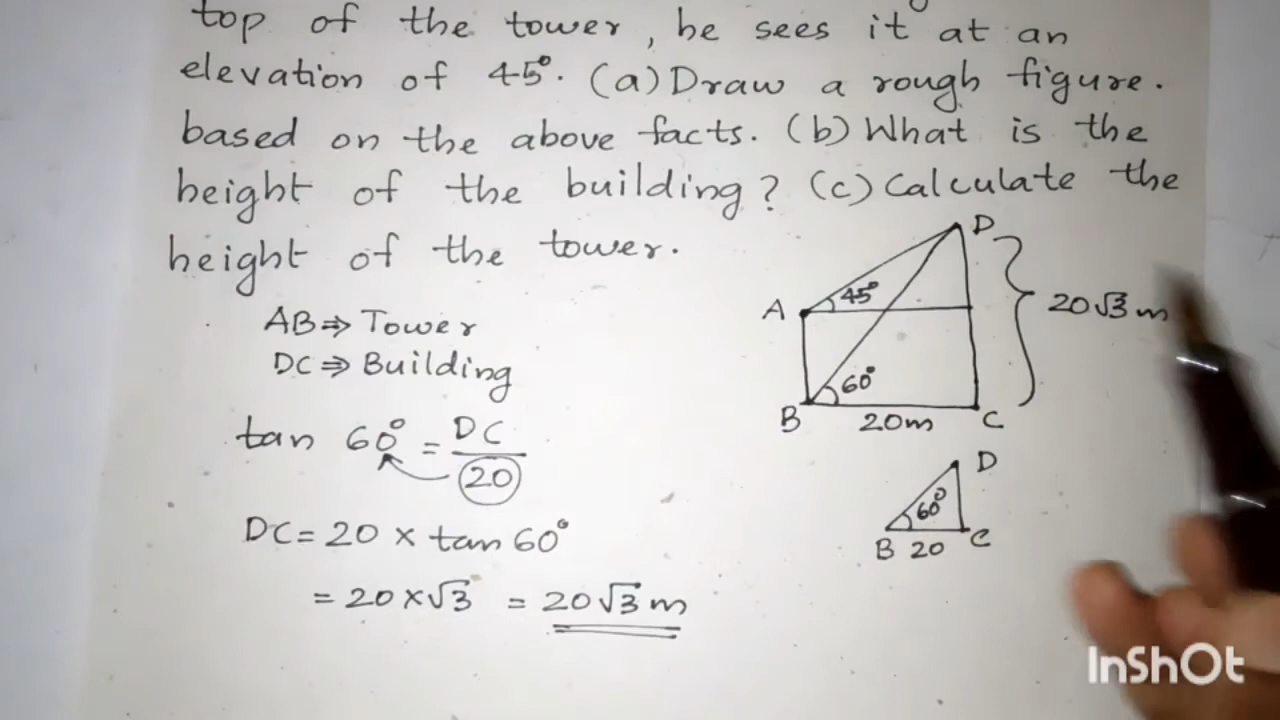 top of the tower, he sees it at an
elevation of 45°. (a) Draw a rough figure.
based on the above facts. (b) What is the
height of the building? (c) Calculate the
height of the tower.
AB⇒ Tower
DC ⇒ Building
tan 60° = DC/20
DC = 20 × tan 60°
= 20 × √3 = 20√3 m
D
A 45° 20√3 m
60°
B 20m C
D
60°
B 20 C
InShOt